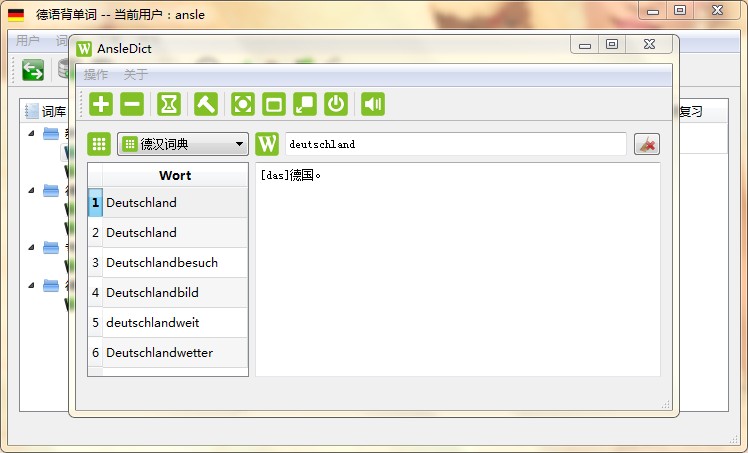 德语背单词 -- 当前用户：ansle
用户
AnsleDict
操作 关于
词库
复习
德汉词典
W
deutschland
Wort
[das]德国。
1 Deutschland
2 Deutschland
3 Deutschlandbesuch
4 Deutschlandbild
5 deutschlandweit
6 Deutschlandwetter